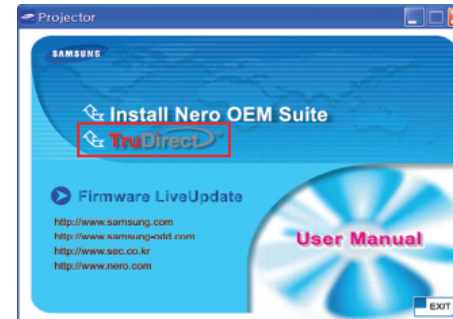 Projector
SAMSUNG
Install Nero OEM Suite
TruDirect™
Firmware LiveUpdate
http://www.samsung.com
http://www.samsung-odd.com
http://www.sec.co.kr
http://www.nero.com
User Manual
EXIT